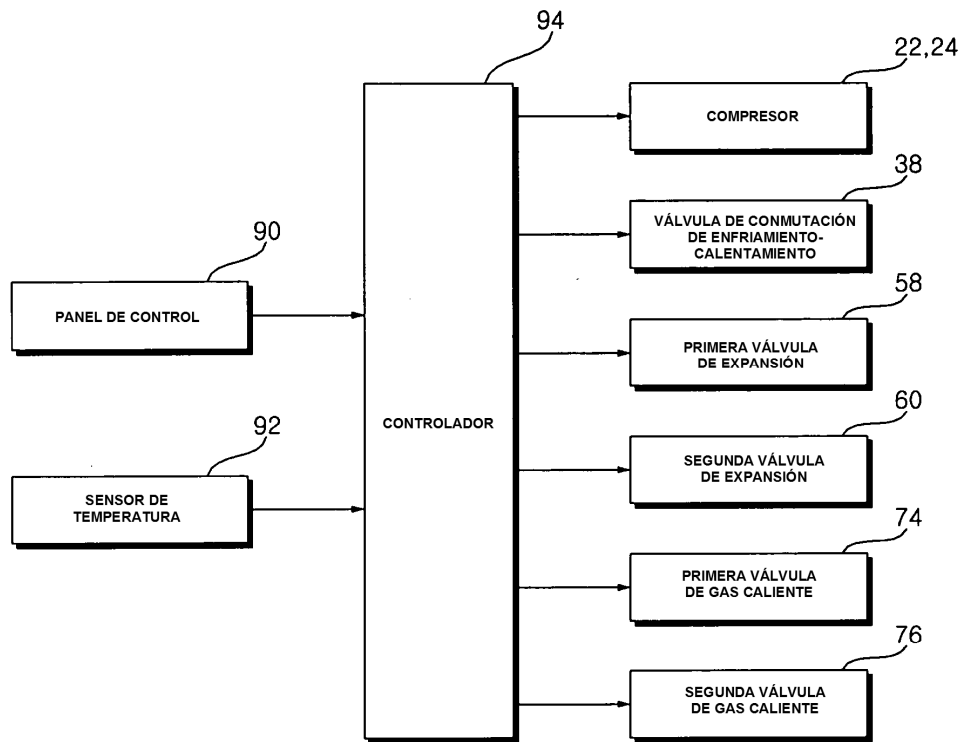 94
22,24
COMPRESOR
38
VÁLVULA DE CONMUTACIÓN
DE ENFRIAMIENTO-
CALENTAMIENTO
90
PANEL DE CONTROL
58
PRIMERA VÁLVULA
DE EXPANSIÓN
CONTROLADOR
60
SEGUNDA VÁLVULA
DE EXPANSIÓN
92
SENSOR DE
TEMPERATURA
74
PRIMERA VÁLVULA
DE GAS CALIENTE
76
SEGUNDA VÁLVULA
DE GAS CALIENTE